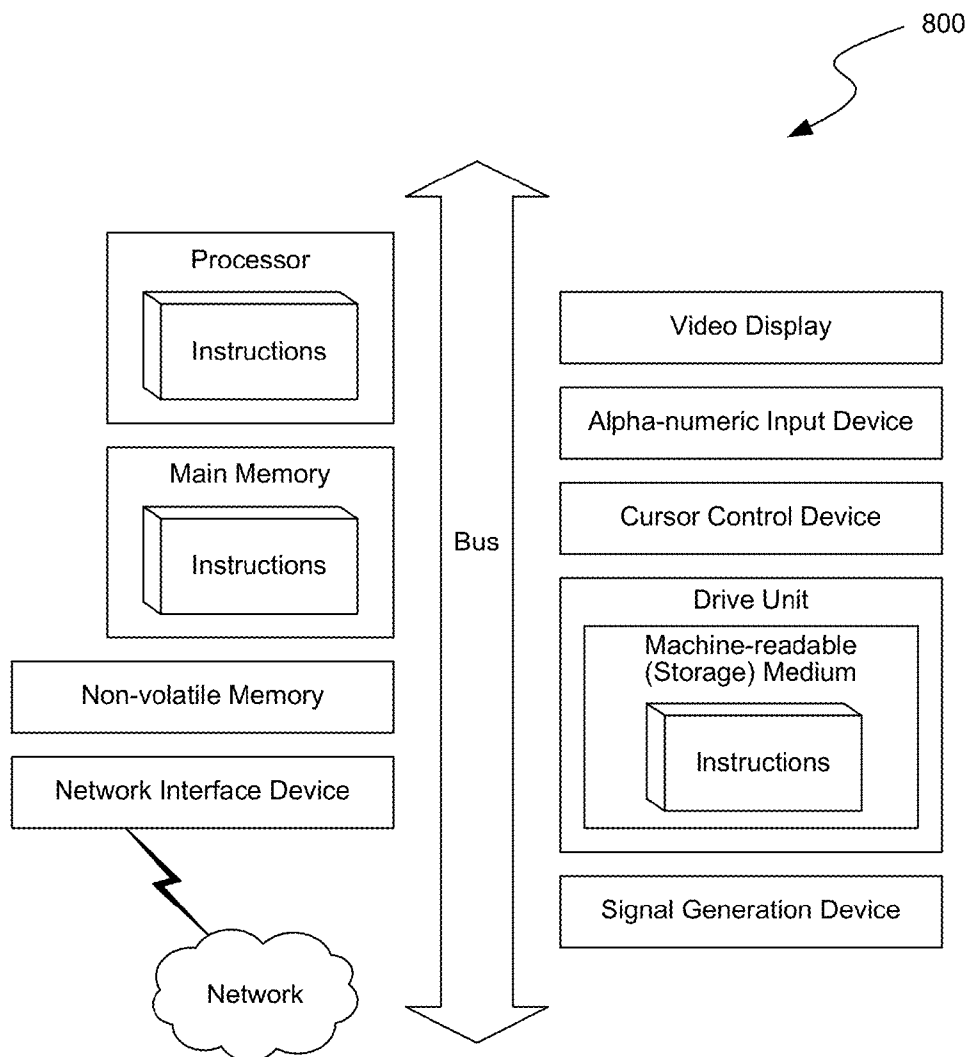 800
Processor
Instructions
Main Memory
Instructions
Non-volatile Memory
Network Interface Device
Network
Bus
Video Display
Alpha-numeric Input Device
Cursor Control Device
Drive Unit
Machine-readable
(Storage) Medium
Instructions
Signal Generation Device